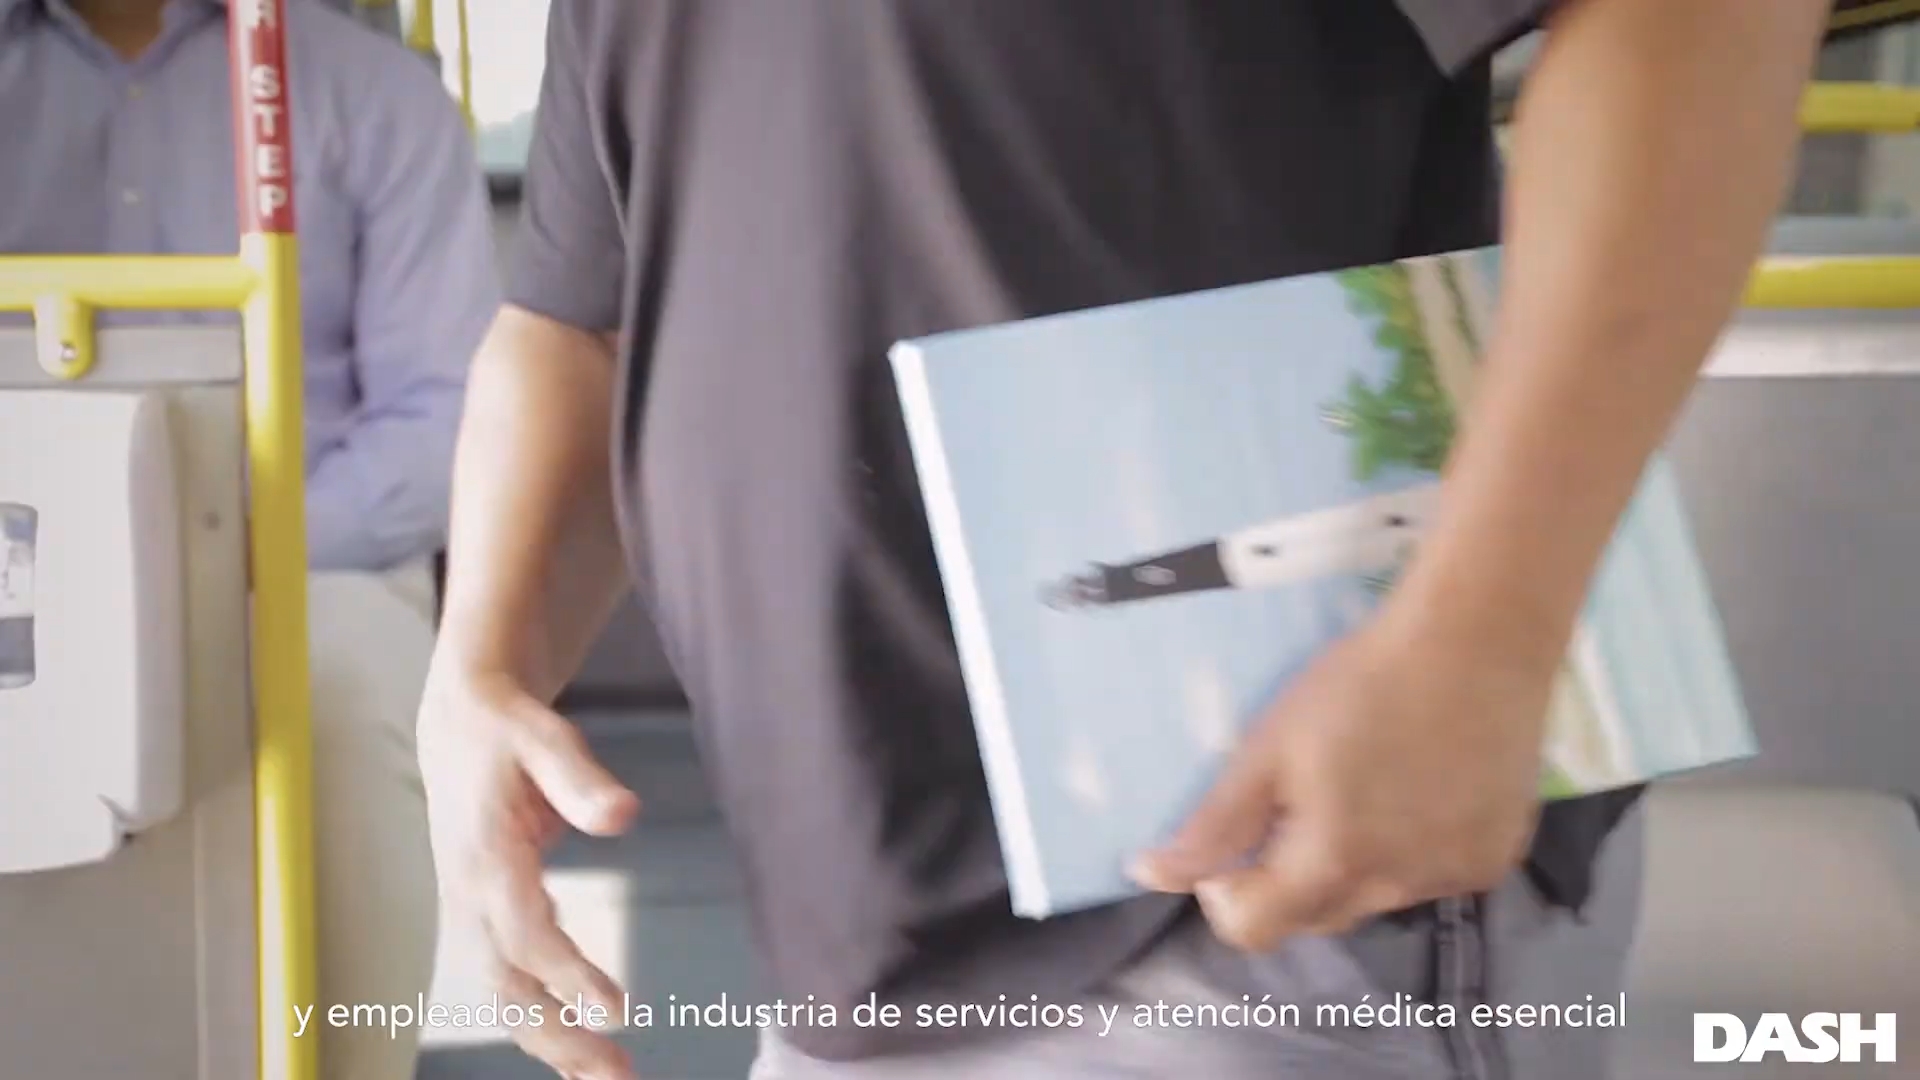 STEP
y empleados de la industria de servicios y atención médica esencial
DASH